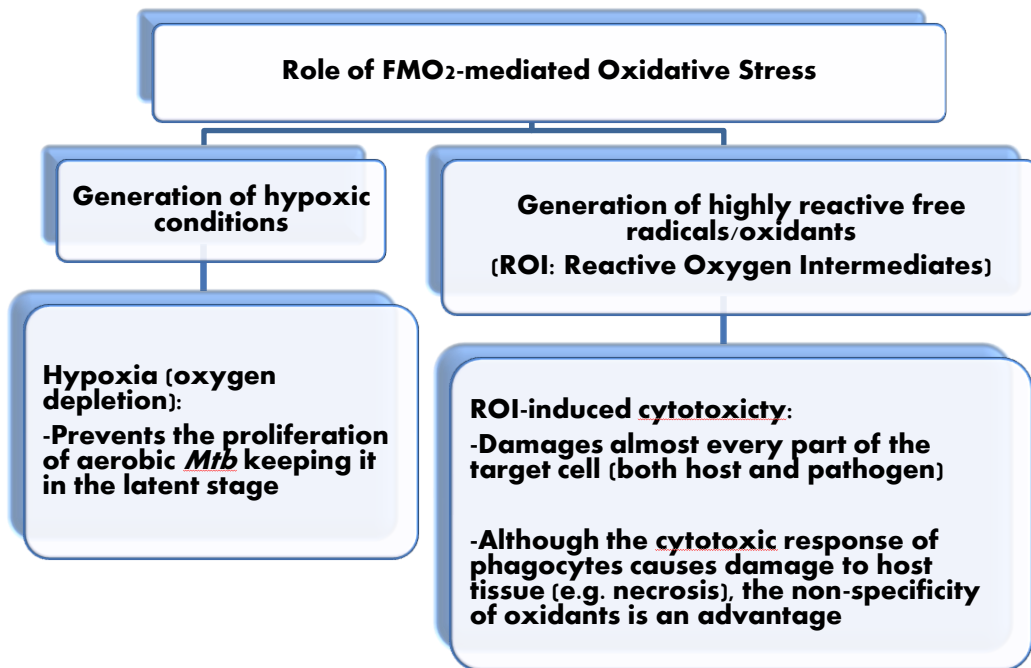 Role of FMO2-mediated Oxidative Stress
Generation of hypoxic
conditions
Generation of highly reactive free
radicals/oxidants
(ROI: Reactive Oxygen Intermediates)
Hypoxia (oxygen
depletion):
-Prevents the proliferation
of aerobic Mtb keeping it
in the latent stage
ROI-induced cytotoxicty:
-Damages almost every part of the
target cell (both host and pathogen)
-Although the cytotoxic response of
phagocytes causes damage to host
tissue (e.g. necrosis), the non-specificity
of oxidants is an advantage